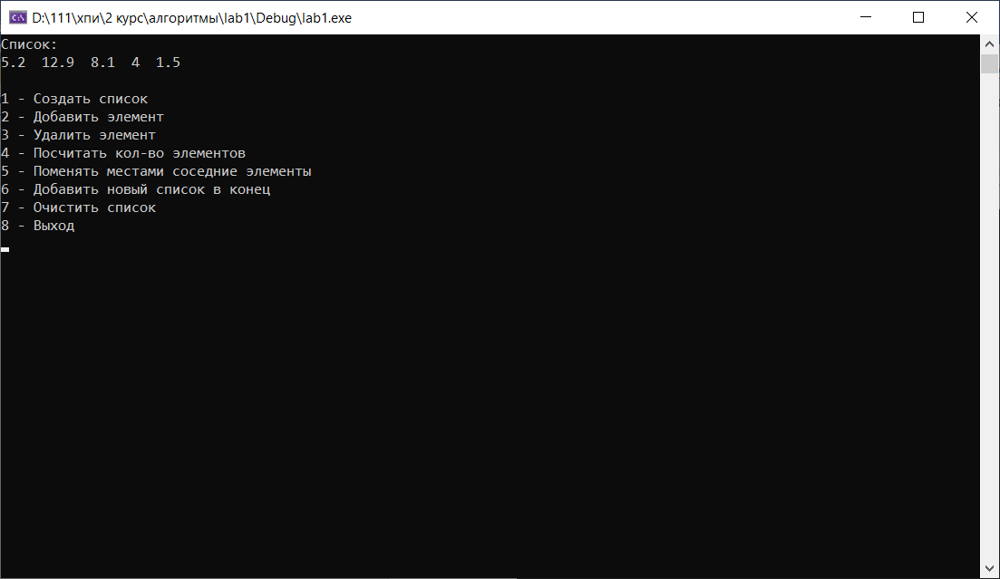 D:\111\хпи\2 курс\алгоритмы\lab1\Debug\lab1.exe
Список:
5.2  12.9  8.1  4  1.5
1 - Создать список
2 - Добавить элемент
3 - Удалить элемент
4 - Посчитать кол-во элементов
5 - Поменять местами соседние элементы
6 - Добавить новый список в конец
7 - Очистить список
8 - Выход